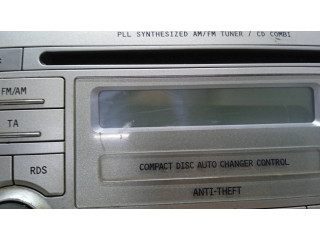 PLL SYNTHESIZED AM/FM TUNER / CD COMBI
FM/AM
TA
RDS
COMPACT DISC AUTO CHANGER CONTROL
ANTI-THEFT